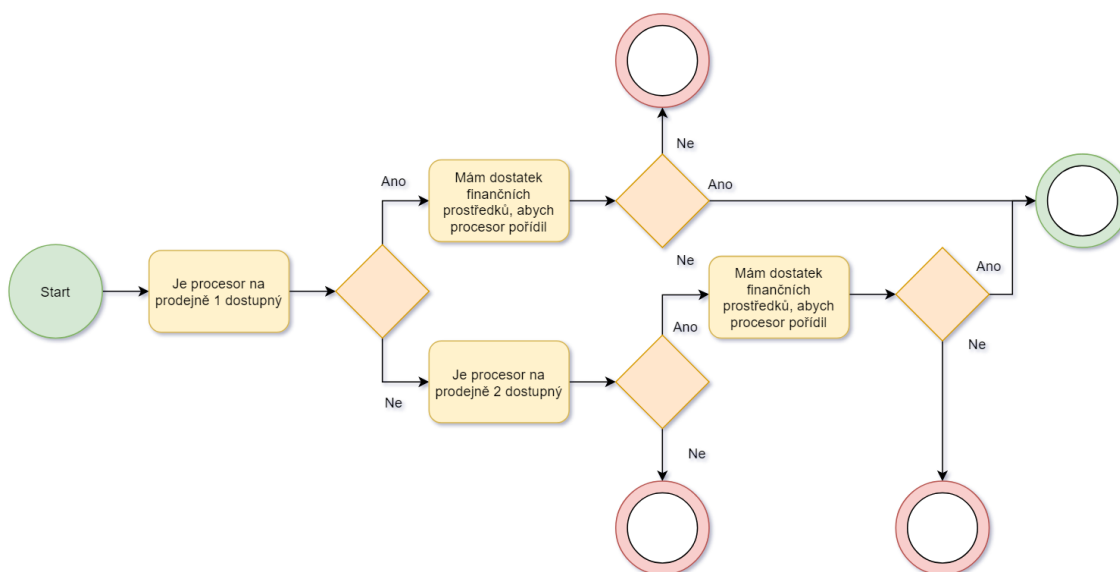 Ne
Ano
Mám dostatek
finančních
prostředků, abych
procesor pořídil
Ano
Ne
Start
Je procesor na
prodejně 1 dostupný
Mám dostatek
finančních
prostředků, abych
procesor pořídil
Ano
Ano
Ne
Je procesor na
prodejně 2 dostupný
Ne
Ne